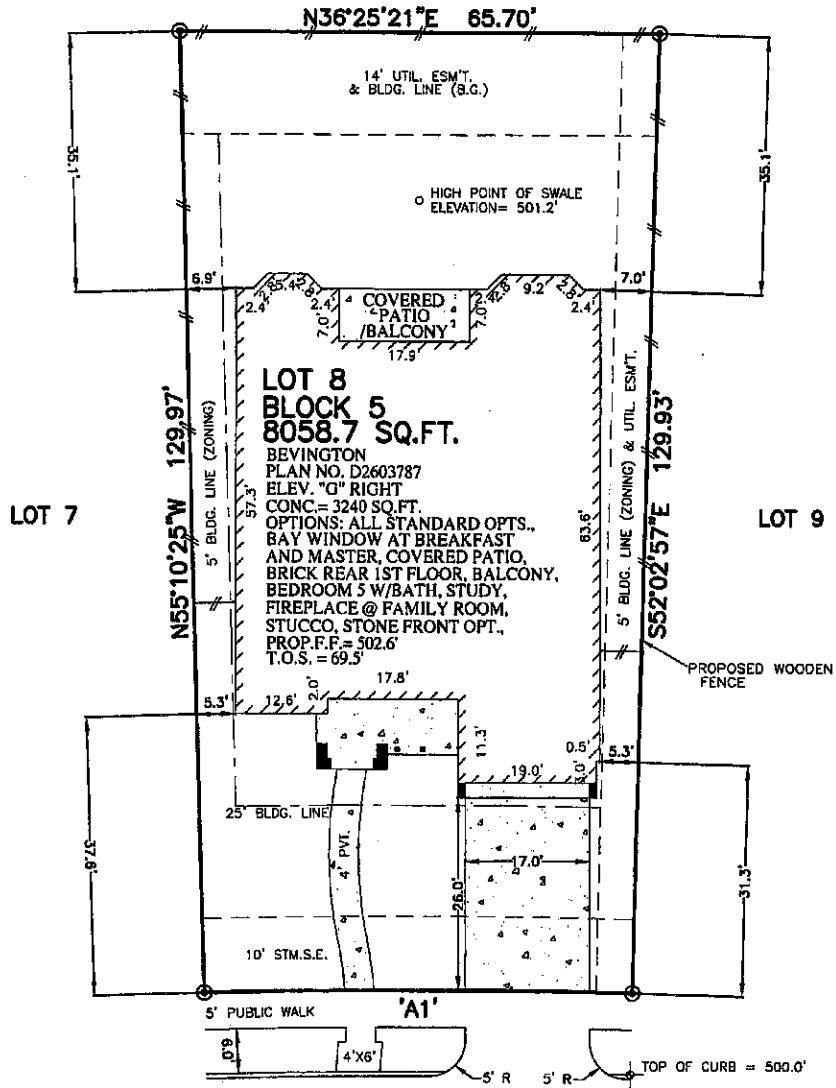 N36°25'21"E 65.70'
14' UTIL. ESM'T.
& BLDG. LINE (B.G.)
35.1'
35.1'
HIGH POINT OF SWALE
ELEVATION= 501.2'
6.9'
7.0'
2.4'
2.8'
5.4'
2.8'
2.4'
7.0'
COVERED
PATIO
/BALCONY
17.9'
7.0'
2.8'
9.2'
2.8'
2.4'
LOT 8
BLOCK 5
8058.7 SQ.FT.
BEVINGTON
PLAN NO. D2603787
ELEV. "G" RIGHT
CONC.= 3240 SQ.FT.
OPTIONS: ALL STANDARD OPTS.,
BAY WINDOW AT BREAKFAST
AND MASTER, COVERED PATIO,
BRICK REAR 1ST FLOOR, BALCONY,
BEDROOM 5 W/BATH, STUDY,
FIREPLACE @ FAMILY ROOM,
STUCCO, STONE FRONT OPT.,
PROP.F.F.= 502.6'
T.O.S. = 69.5'
LOT 7
N55°10'25"W 129.97'
5' BLDG. LINE (ZONING)
57.3'
63.6'
5' BLDG. LINE (ZONING) & UTIL. ESM'T.
S52°02'57"E 129.93'
LOT 9
PROPOSED WOODEN
FENCE
17.8'
2.0'
12.6'
5.3'
11.3'
0.5'
5.3'
19.0'
25' BLDG. LINE
4' PVT.
17.0'
26.0'
37.6'
31.3'
10' STM.S.E.
5' PUBLIC WALK
'A1'
6.0'
4'X6'
5' R
5' R
TOP OF CURB = 500.0'